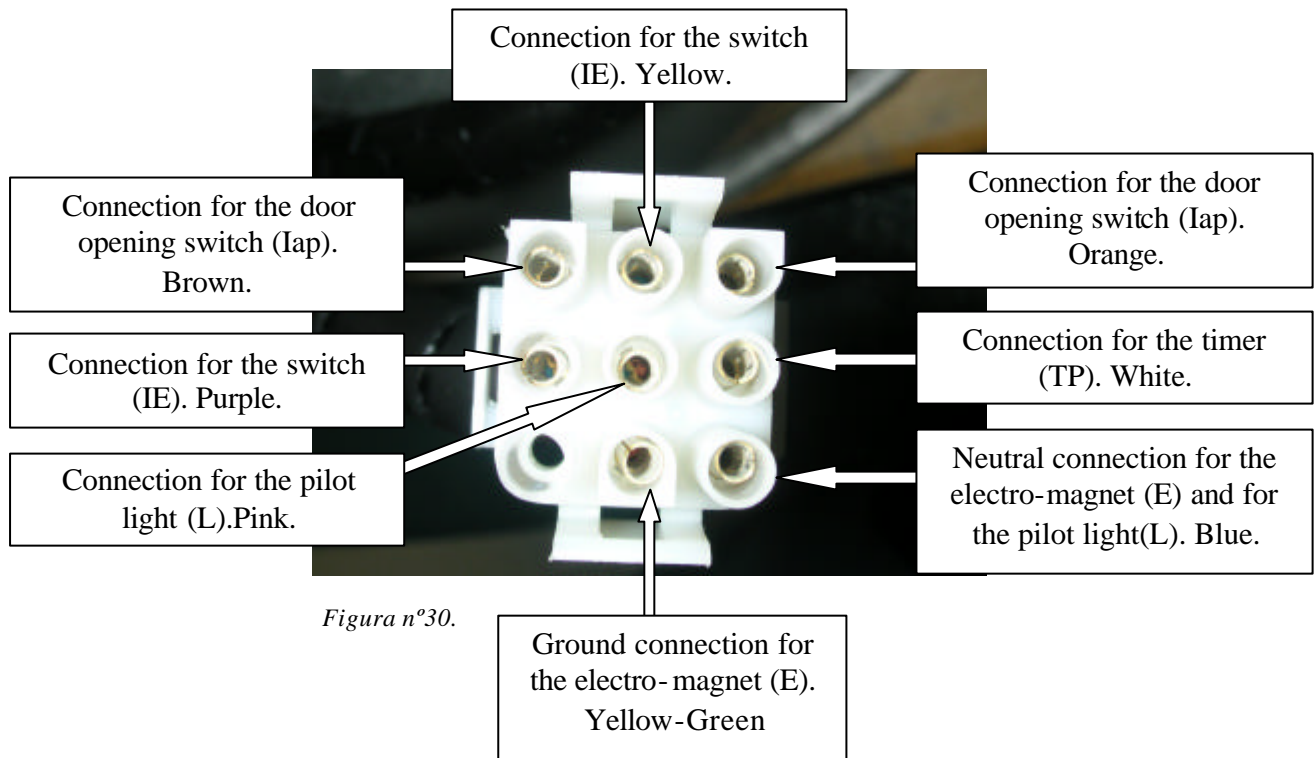 Connection for the switch
(IE). Yellow.
Connection for the door
opening switch (Iap).
Brown.
Connection for the door
opening switch (Iap).
Orange.
Connection for the switch
(IE). Purple.
Connection for the timer
(TP). White.
Connection for the pilot
light (L).Pink.
Neutral connection for the
electro-magnet (E) and for
the pilot light(L). Blue.
Figura nº30.
Ground connection for
the electro-magnet (E).
Yellow-Green